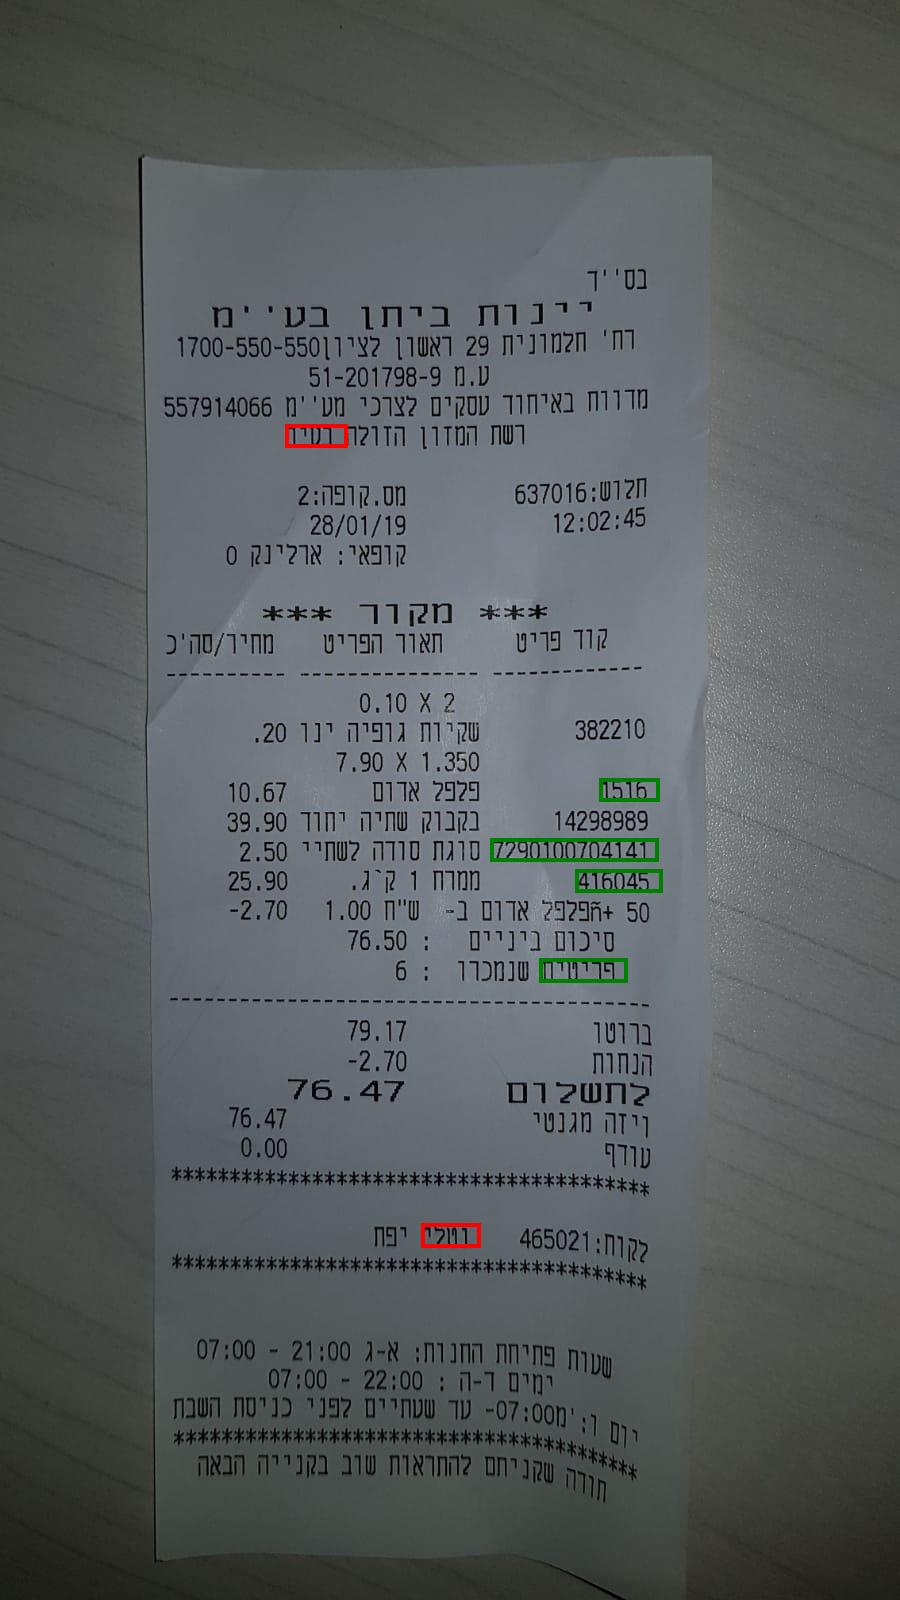 בס''ד
יינות ביתן בע''מ
רח' חלמונית 29 ראשון לציון1700-550-550
ע.מ 51-201798-9
מדווח באיחוד עסקים לצרכי מע''מ 557914066
רשת המזון הזולה
תלוש:637016 מס.קופה:2
12:02:45 28/01/19
קופאי: ארלינק 0
*** מקור ***
קוד פריט תאור הפריט מחיר/סה'כ
0.10 X 2
382210 שקיות גופיה ינו 20.
7.90 X 1.350
1516 פלפל אדום 10.67
14298989 בקבוק שתיה יחוד 39.90
7290100704141 סוגת סודה לשתיי 2.50
416045 ממרח 1 ק`ג. 25.90
50 +ñפלפל אדום ב- ש"ח 1.00 -2.70
סיכום ביניים : 76.50
פריטים שנמכרו : 6
ברוטו 79.17
הנחות -2.70
לתשלום 76.47
ויזה מגנטי 76.47
עודף 0.00
****************************************
לקוח:465021 יפת
****************************************
שעות פתיחת החנות: א-ג 21:00 - 07:00
ימים ד-ה : 22:00 - 07:00
יום ו:'מ07:00- עד שעתיים לפני כניסת השבת
****************************************
תודה שקניתם להתראות שוב בקנייה הבאה